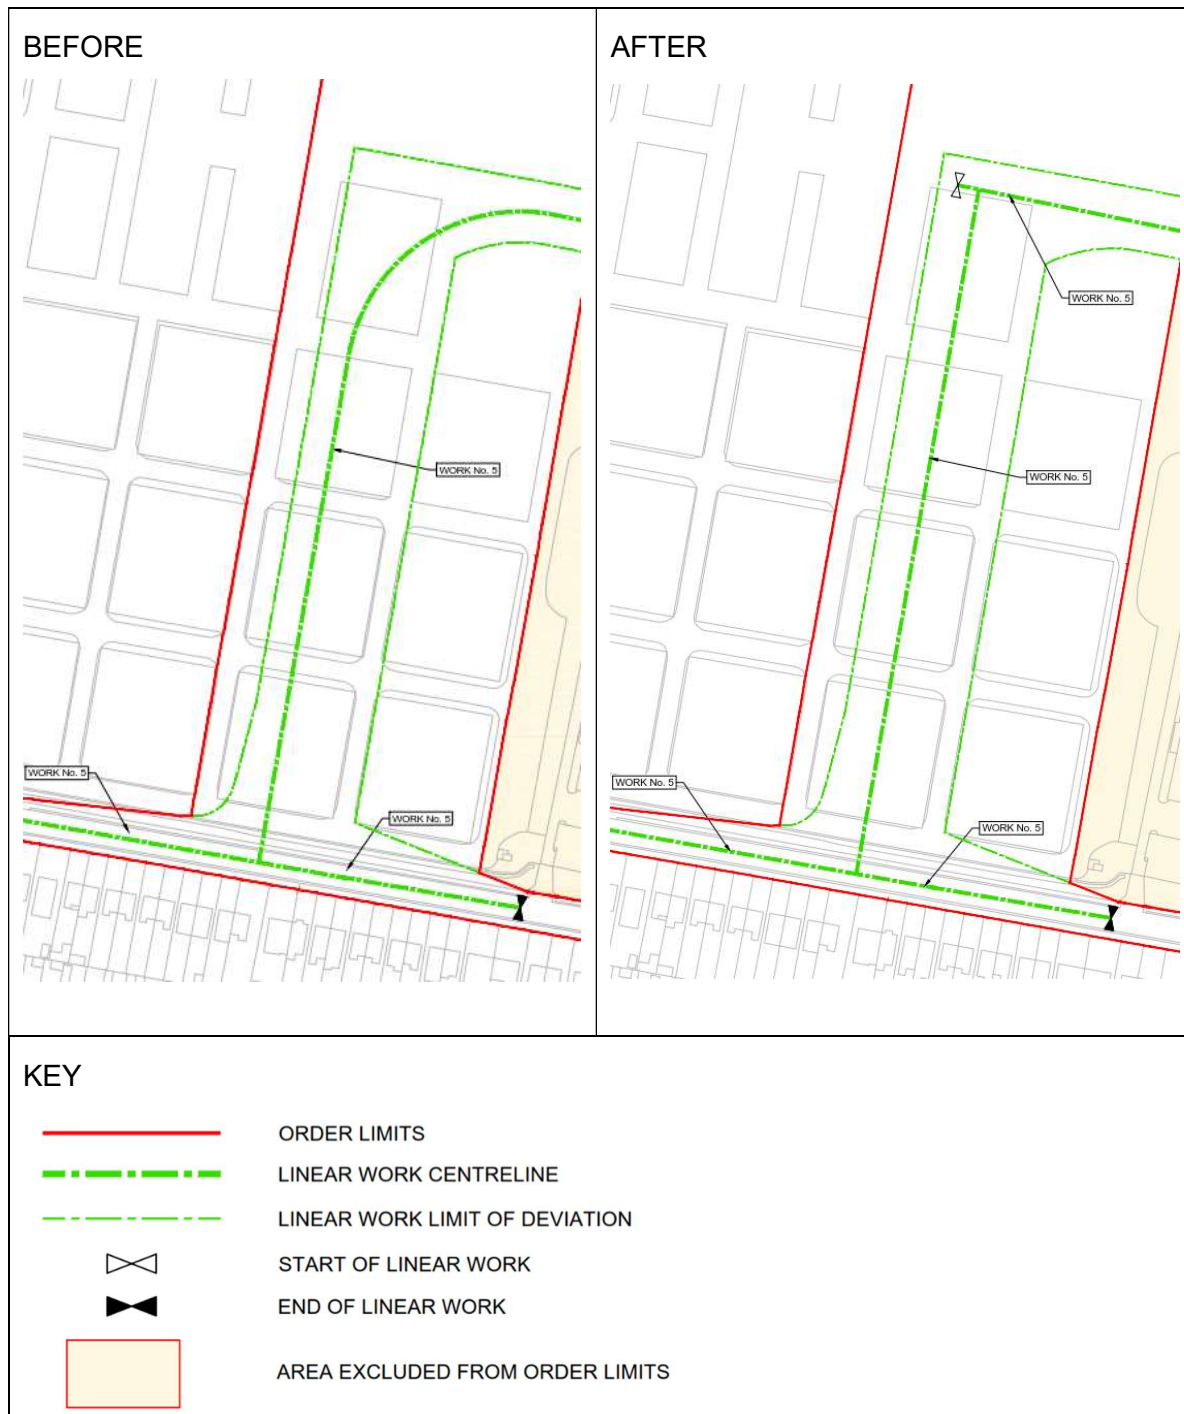 BEFORE
WORK No. 5
WORK No. 5
WORK No. 5
AFTER
WORK No. 5
WORK No. 5
WORK No. 5
WORK No. 5
KEY
ORDER LIMITS
LINEAR WORK CENTRELINE
LINEAR WORK LIMIT OF DEVIATION
START OF LINEAR WORK
END OF LINEAR WORK
AREA EXCLUDED FROM ORDER LIMITS